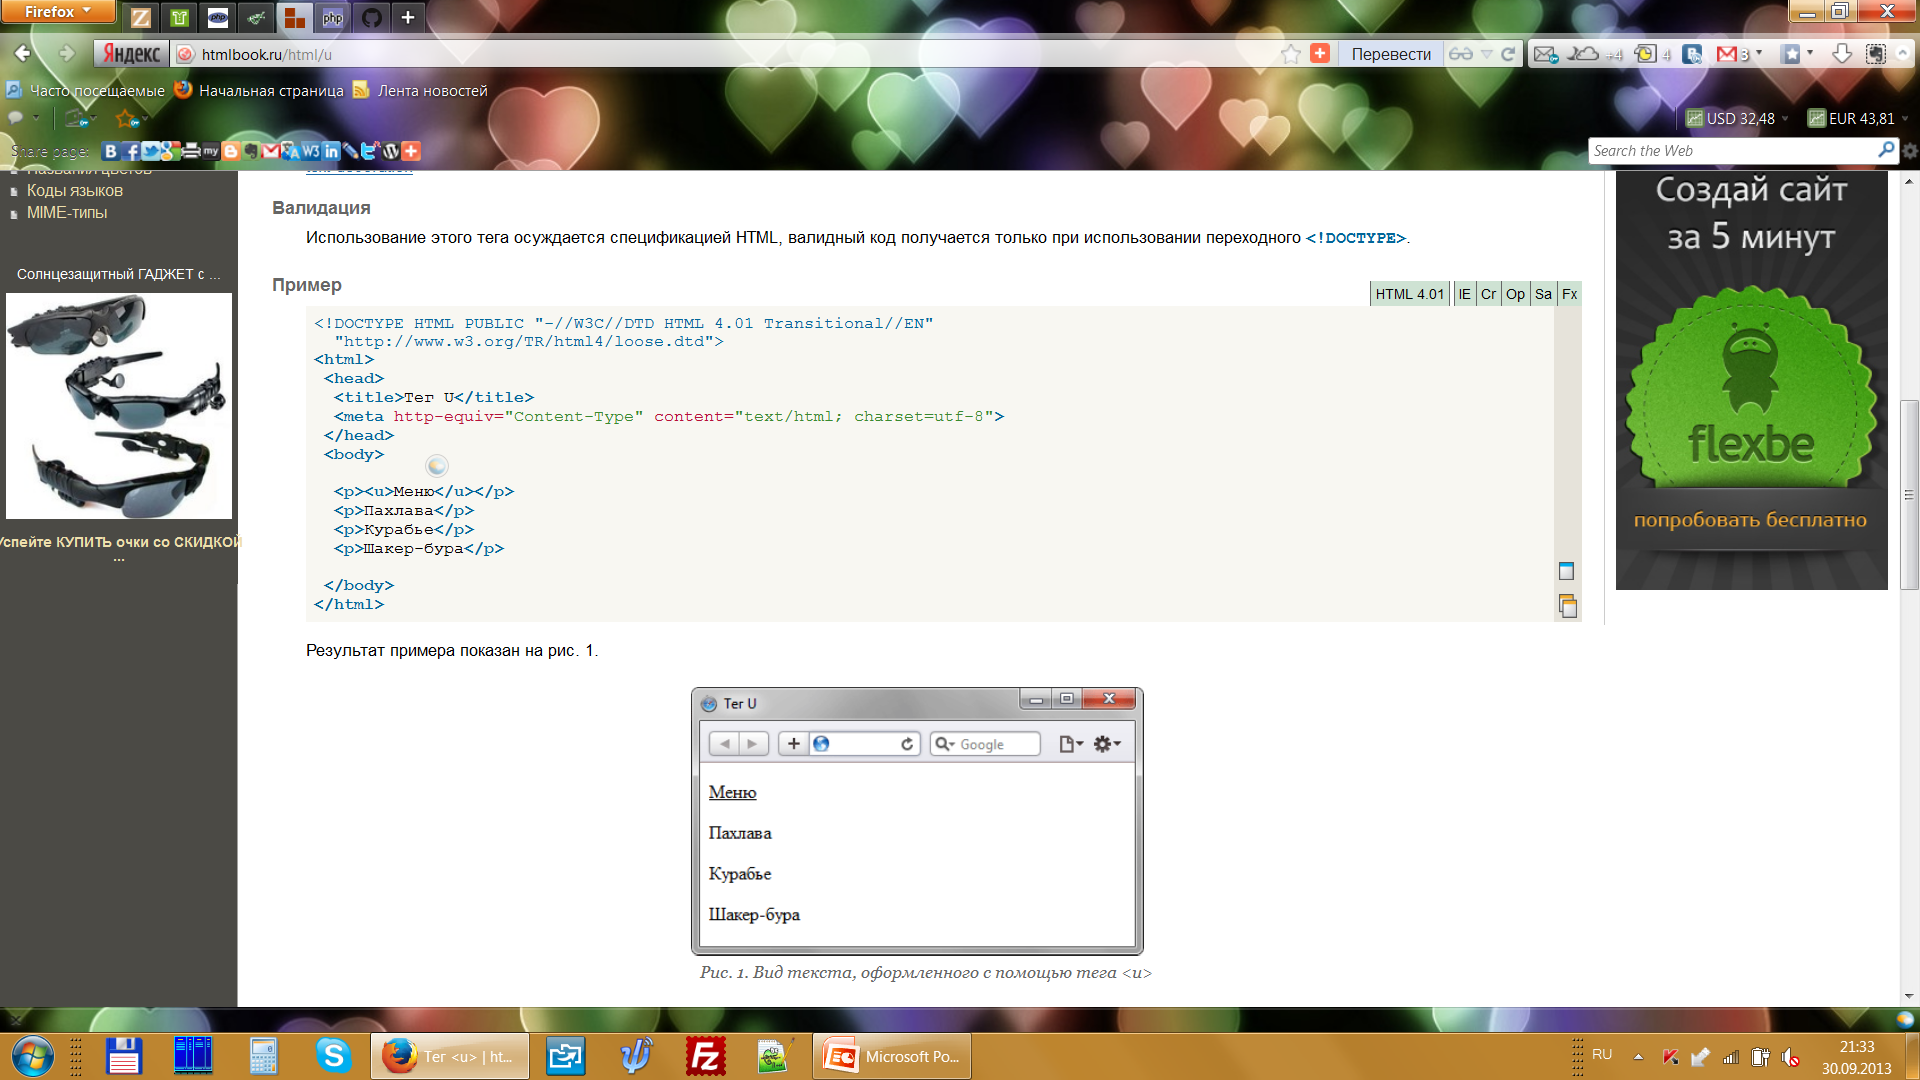 Firefox
Яндекс
htmlbook.ru/html/u
Перевести
+4
4
3
Часто посещаемые
Начальная страница
Лента новостей
USD 32,48
EUR 43,81
Share page:
Search the Web
Названия цветов
Коды языков
MIME-типы
Солнцезащитный ГАДЖЕТ с ...
Успейте КУПИТЬ очки со СКИДКОЙ
...
text-decoration
Валидация
Использование этого тега осуждается спецификацией HTML, валидный код получается только при использовании переходного <!DOCTYPE>.
Пример
HTML 4.01 IE Cr Op Sa Fx
<!DOCTYPE HTML PUBLIC "-//W3C//DTD HTML 4.01 Transitional//EN"
"http://www.w3.org/TR/html4/loose.dtd">
<html>
<head>
<title>Тег U</title>
<meta http-equiv="Content-Type" content="text/html; charset=utf-8">
</head>
<body>
<p><u>Меню</u></p>
<p>Пахлава</p>
<p>Курабье</p>
<p>Шакер-бура</p>
</body>
</html>
Результат примера показан на рис. 1.
Тег U
Google
Меню
Пахлава
Курабье
Шакер-бура
Рис. 1. Вид текста, оформленного с помощью тега <u>
Создай сайт
за 5 минут
flexbe
попробовать бесплатно
Тег <u> | ht...
Microsoft Po...
RU
21:33
30.09.2013